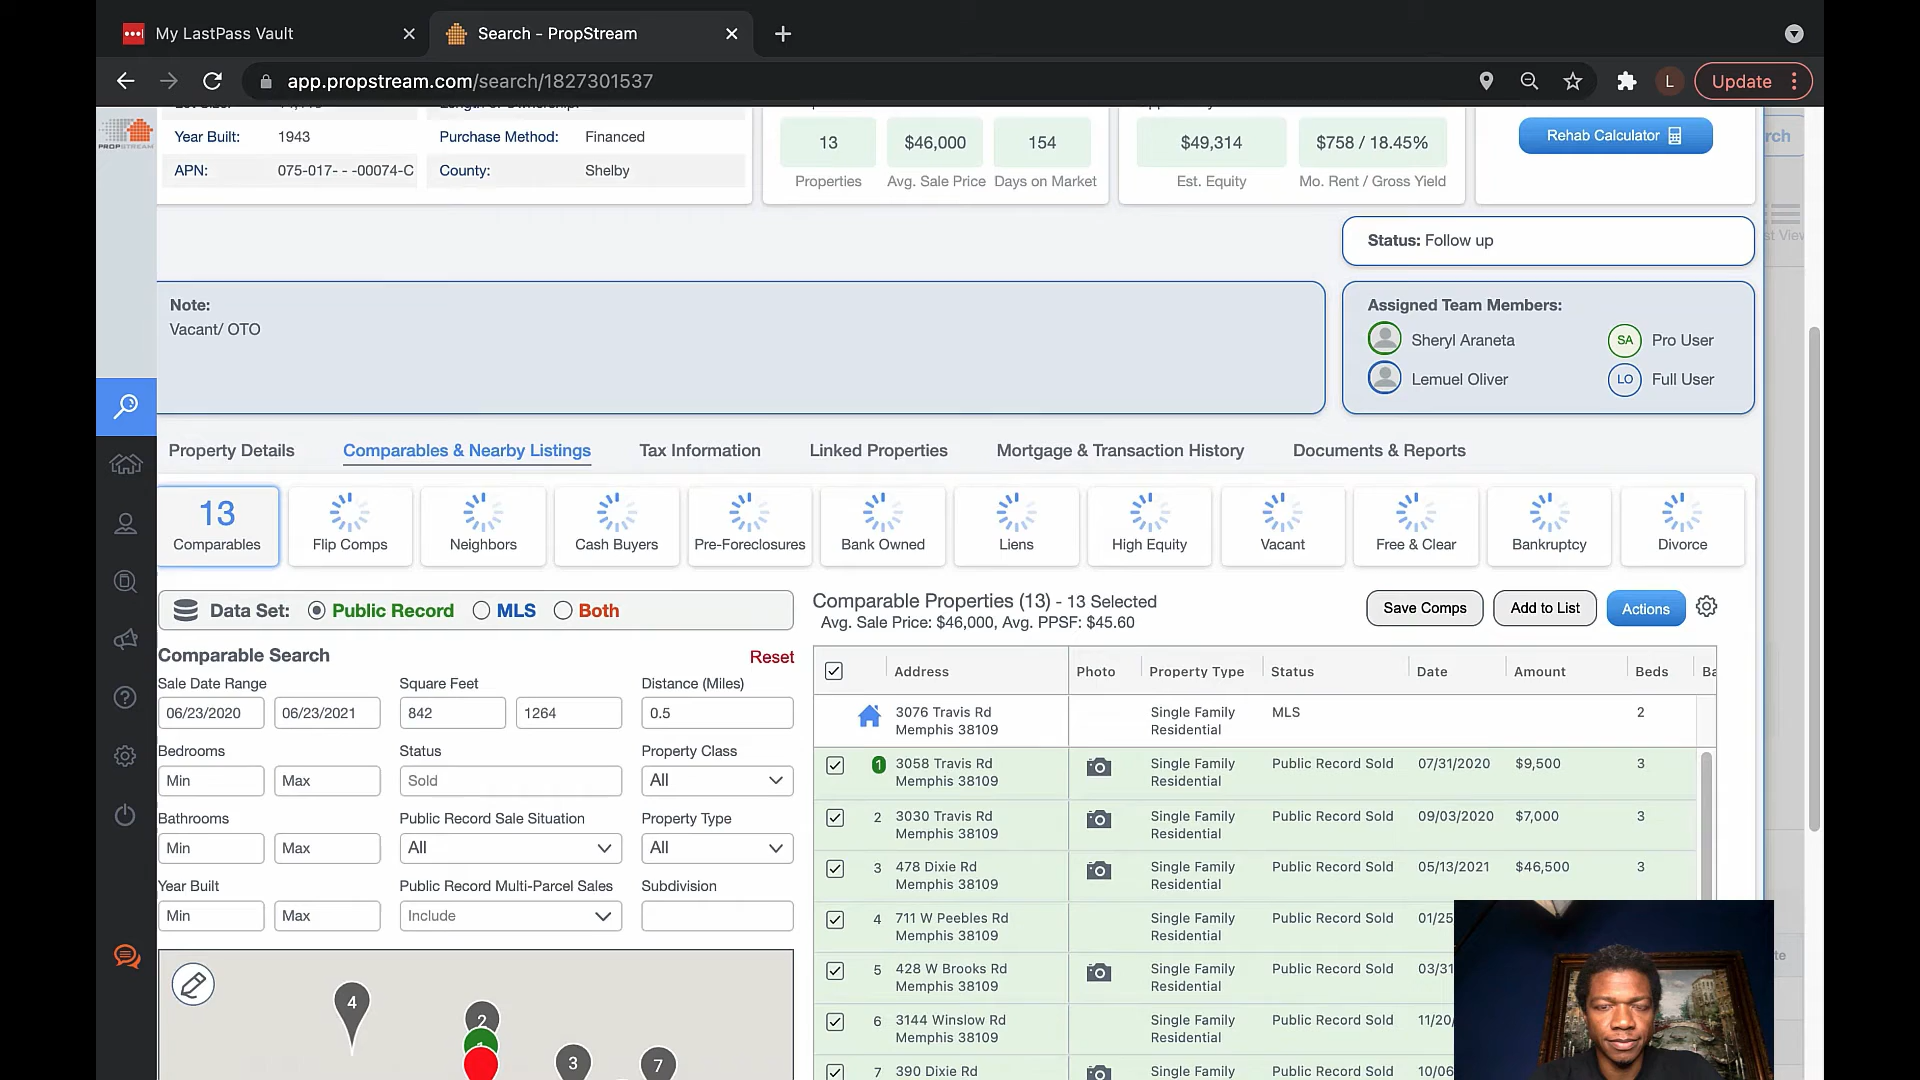 My LastPass Vault
Search - PropStream
app.propstream.com/search/1827301537
L
Update
PROPSTREAM
Year Built: 1943
Purchase Method: Financed
APN: 075-017- - -00074-C
County: Shelby
13
Properties
$46,000
Avg. Sale Price
154
Days on Market
$49,314
Est. Equity
$758 / 18.45%
Mo. Rent / Gross Yield
Rehab Calculator
Status: Follow up
Note:
Vacant/ OTO
Assigned Team Members:
Sheryl Araneta
SA
Pro User
Lemuel Oliver
LO
Full User
Property Details
Comparables & Nearby Listings
Tax Information
Linked Properties
Mortgage & Transaction History
Documents & Reports
13
Comparables
Flip Comps
Neighbors
Cash Buyers
Pre-Foreclosures
Bank Owned
Liens
High Equity
Vacant
Free & Clear
Bankruptcy
Divorce
Data Set: Public Record MLS Both
Comparable Search
Reset
Sale Date Range
Square Feet
Distance (Miles)
06/23/2020
06/23/2021
842
1264
0.5
Bedrooms
Status
Property Class
Min
Max
Sold
All
Bathrooms
Public Record Sale Situation
Property Type
Min
Max
All
All
Year Built
Public Record Multi-Parcel Sales
Subdivision
Min
Max
Include
4
2
3
7
Comparable Properties (13) - 13 Selected
Avg. Sale Price: $46,000, Avg. PPSF: $45.60
Save Comps
Add to List
Actions
Address Photo Property Type Status Date Amount Beds Ba
3076 Travis Rd Single Family MLS 2
Memphis 38109 Residential
1 3058 Travis Rd Single Family Public Record Sold 07/31/2020 $9,500 3
Memphis 38109 Residential
2 3030 Travis Rd Single Family Public Record Sold 09/03/2020 $7,000 3
Memphis 38109 Residential
3 478 Dixie Rd Single Family Public Record Sold 05/13/2021 $46,500 3
Memphis 38109 Residential
4 711 W Peebles Rd Single Family Public Record Sold 01/25
Memphis 38109 Residential
5 428 W Brooks Rd Single Family Public Record Sold 03/31
Memphis 38109 Residential
6 3144 Winslow Rd Single Family Public Record Sold 11/20/
Memphis 38109 Residential
7 390 Dixie Rd Single Family Public Record Sold 10/06